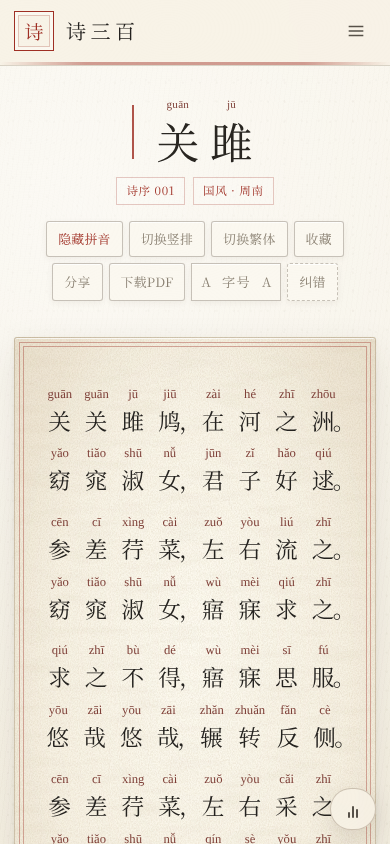 诗 诗三百
guān jū
关雎
诗序 001 国风 · 周南
隐藏拼音 切换竖排 切换繁体 收藏
分享 下载PDF A 字号 A 纠错
guān guān jū jiū zài hé zhī zhōu
关关雎鸠，在河之洲。
yǎo tiǎo shū nǚ jūn zǐ hǎo qiú
窈窕淑女，君子好逑。
cēn cī xìng cài zuǒ yòu liú zhī
参差荇菜，左右流之。
yǎo tiǎo shū nǚ wù mèi qiú zhī
窈窕淑女，寤寐求之。
qiú zhī bù dé wù mèi sī fú
求之不得，寤寐思服。
yōu zāi yōu zāi zhǎn zhuǎn fǎn cè
悠哉悠哉，辗转反侧。
cēn cī xìng cài zuǒ yòu cǎi zhī
参差荇菜，左右采之
yǎo tiǎo shū nǚ qín sè yǒu zhī